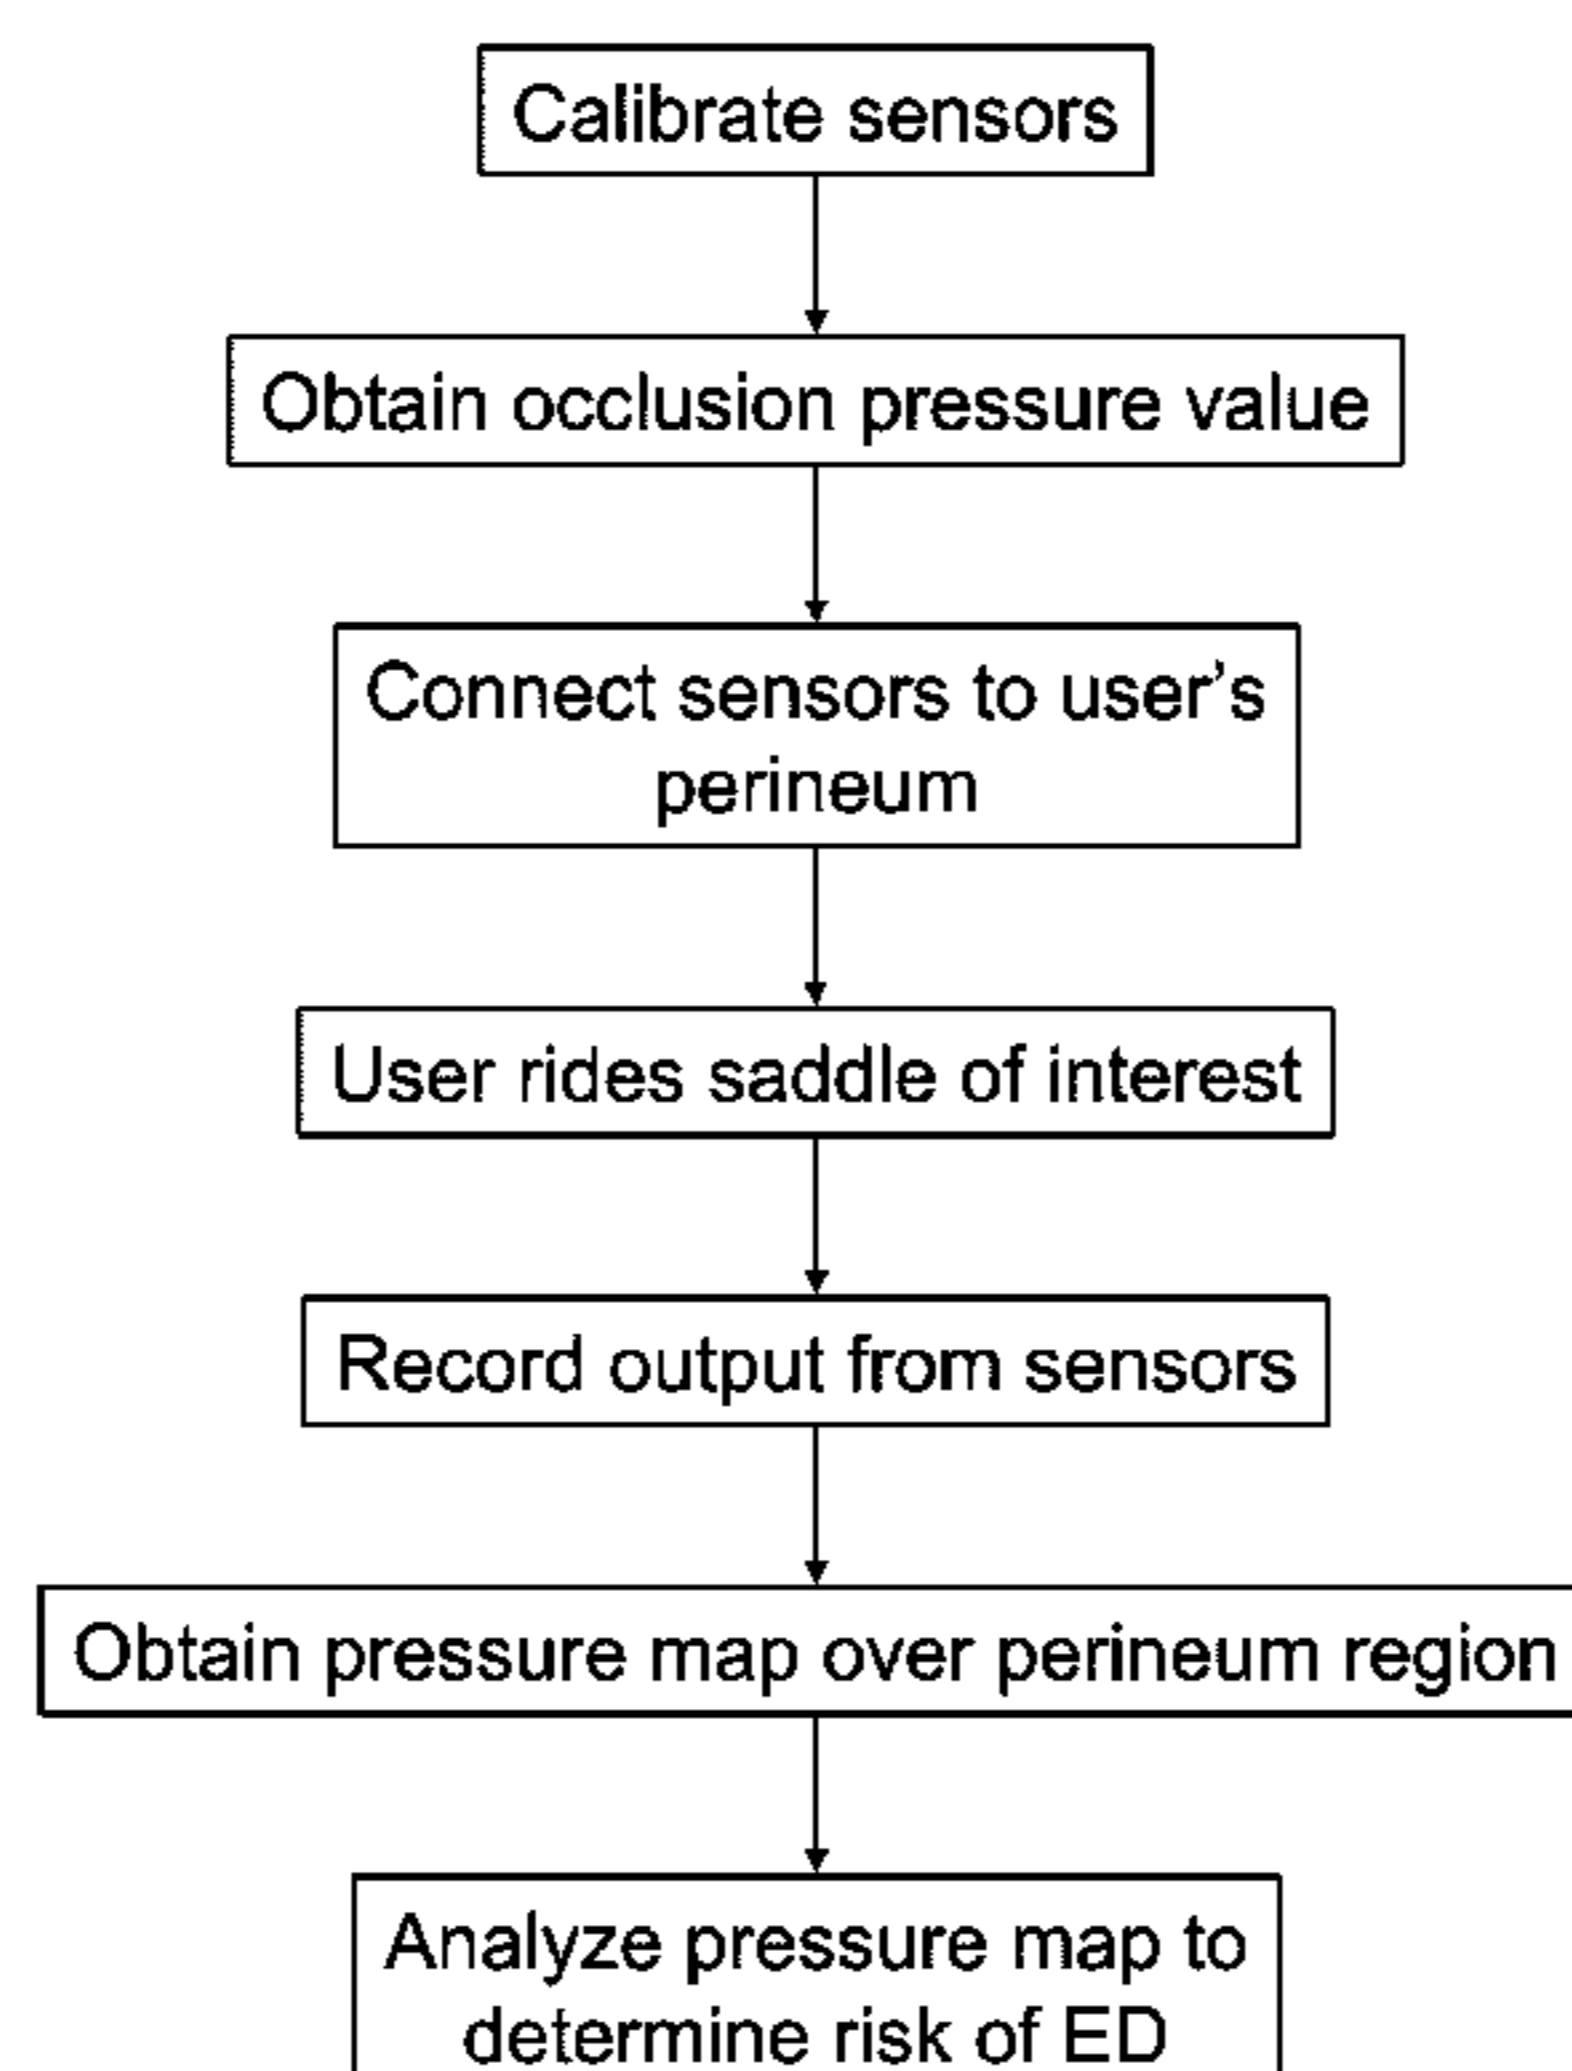 Calibrate sensors
Obtain occlusion pressure value
Connect sensors to user's
perineum
User rides saddle of interest
Record output from sensors
Obtain pressure map over perineum region
Analyze pressure map to
determine risk of ED